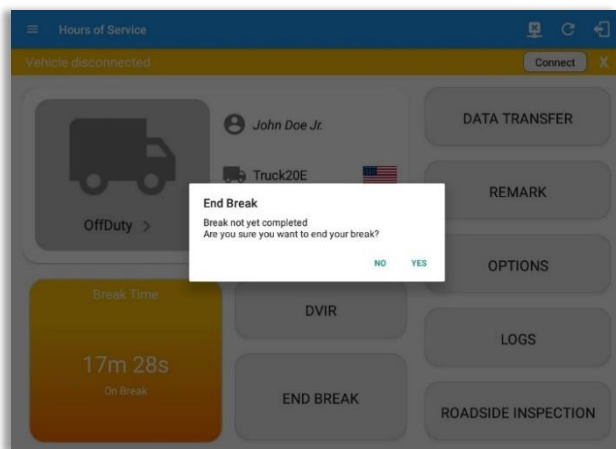 Hours of Service
Vehicle disconnected
Connect
X
John Doe Jr.
Truck20E
OffDuty >
DATA TRANSFER
REMARK
OPTIONS
LOGS
ROADSIDE INSPECTION
End Break
Break not yet completed
Are you sure you want to end your break?
NO YES
Break Time
17m 28s
On Break
DVIR
END BREAK